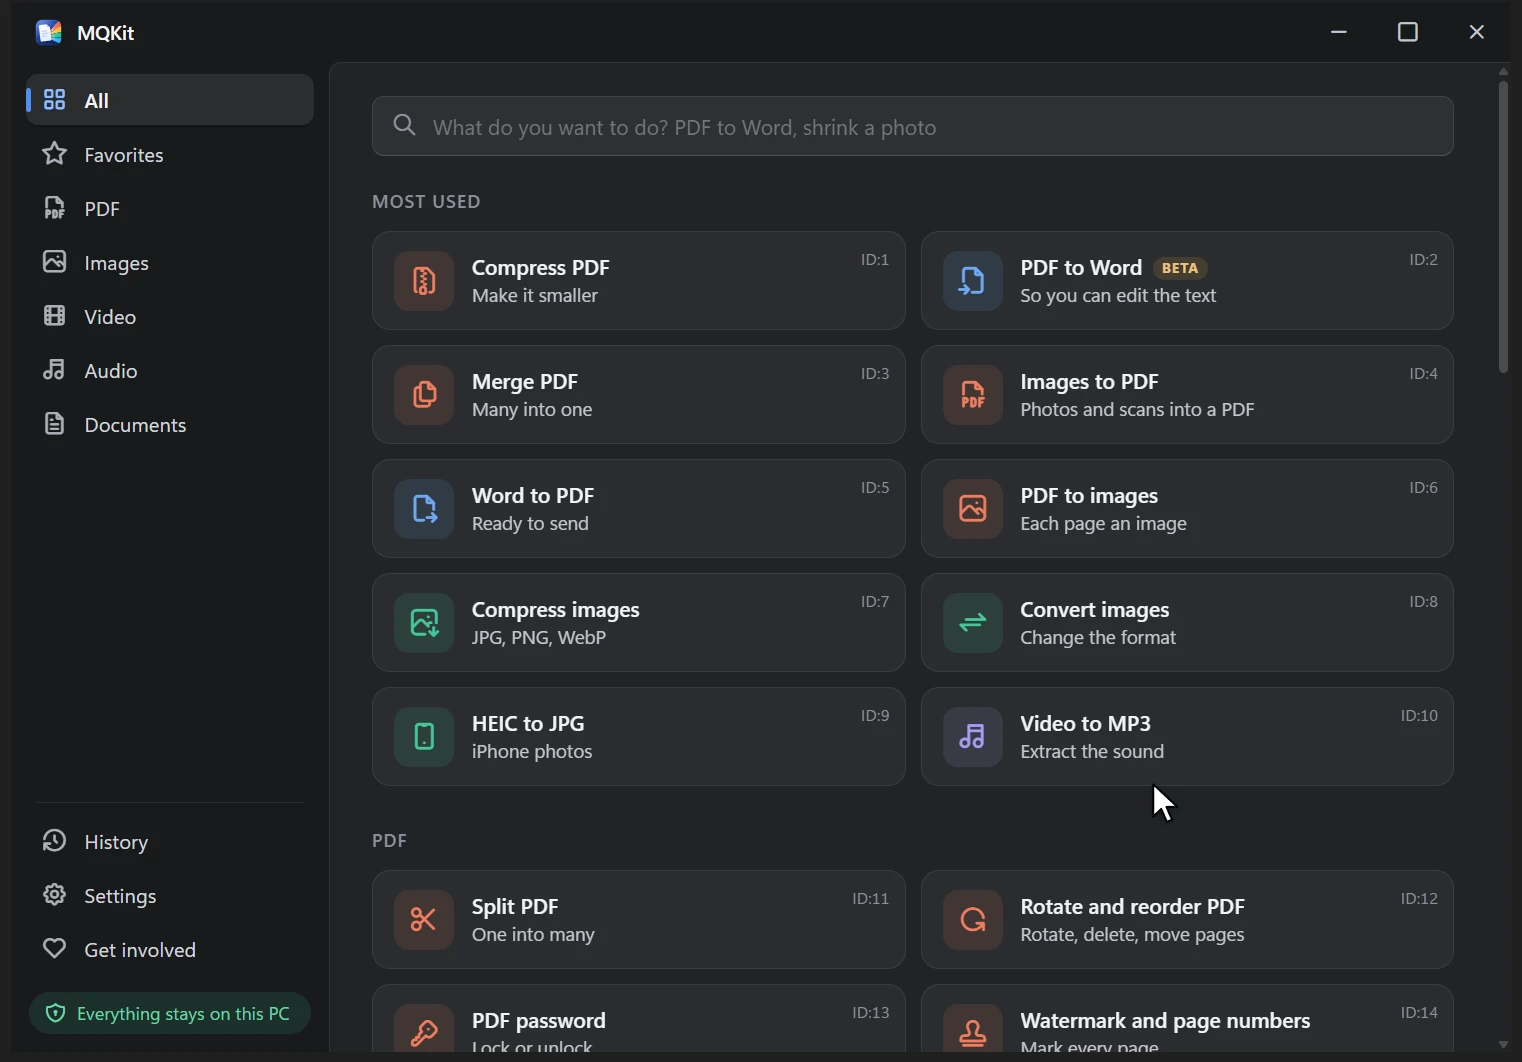 MQKit
All
Favorites
PDF
Images
Video
Audio
Documents
History
Settings
Get involved
Everything stays on this PC
What do you want to do? PDF to Word, shrink a photo
MOST USED
Compress PDF
Make it smaller
ID:1
PDF to Word BETA
So you can edit the text
ID:2
Merge PDF
Many into one
ID:3
Images to PDF
Photos and scans into a PDF
ID:4
Word to PDF
Ready to send
ID:5
PDF to images
Each page an image
ID:6
Compress images
JPG, PNG, WebP
ID:7
Convert images
Change the format
ID:8
HEIC to JPG
iPhone photos
ID:9
Video to MP3
Extract the sound
ID:10
PDF
Split PDF
One into many
ID:11
Rotate and reorder PDF
Rotate, delete, move pages
ID:12
PDF password
Lock or unlock
ID:13
Watermark and page numbers
Mark every page
ID:14